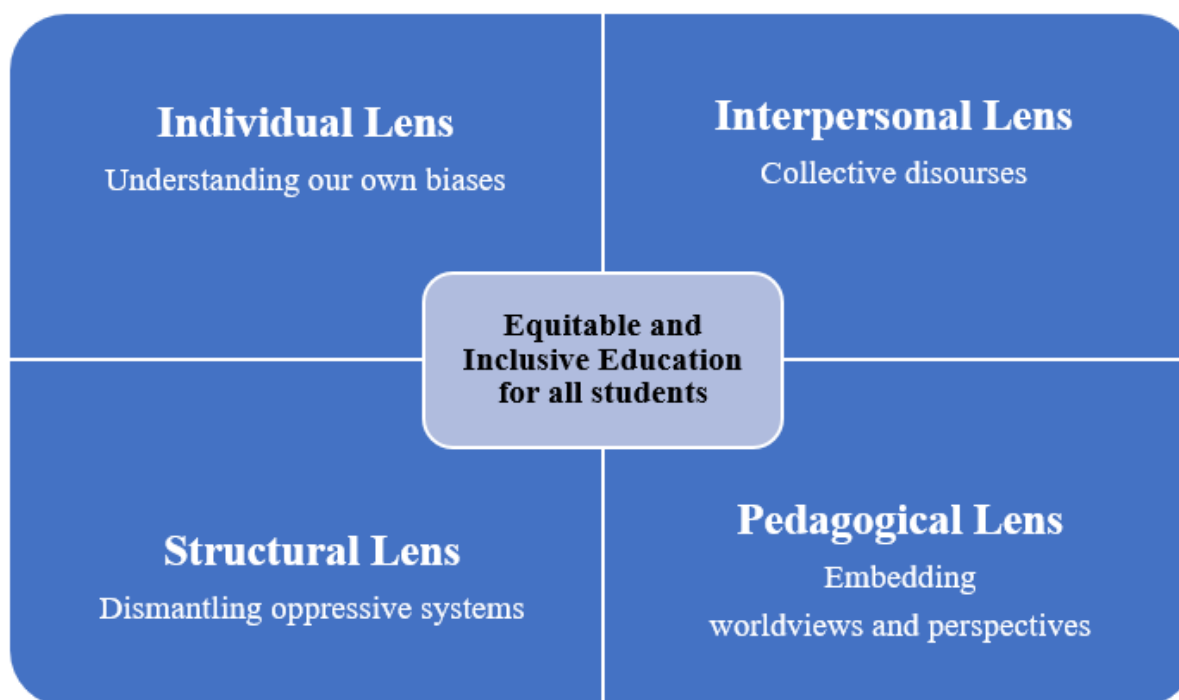 Individual Lens
Understanding our own biases
Interpersonal Lens
Collective disourses
Equitable and
Inclusive Education
for all students
Structural Lens
Dismantling oppressive systems
Pedagogical Lens
Embedding
worldviews and perspectives